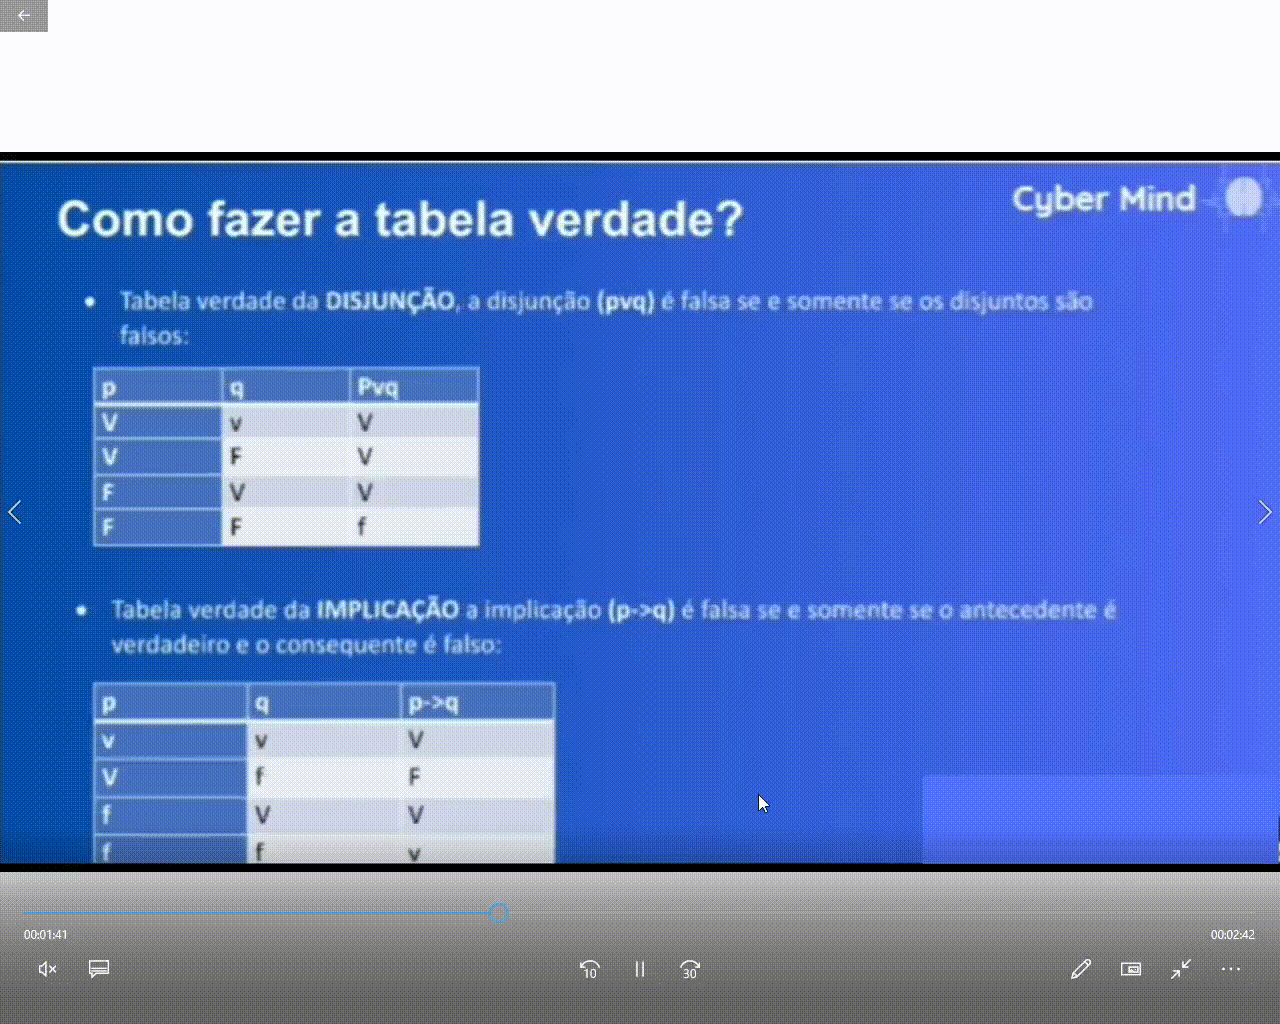 Cyber Mind
Como fazer a tabela verdade?
Tabela verdade da DISJUNÇÃO, a disjunção (pvq) é falsa se e somente se os disjuntos são
falsos:
p q Pvq
V v V
V F V
F V V
F F f
Tabela verdade da IMPLICAÇÃO a implicação (p->q) é falsa se e somente se o antecedente é
verdadeiro e o consequente é falso:
p q p->q
v v V
V f F
f V V
f f v
00:01:41 00:02:42
10 30